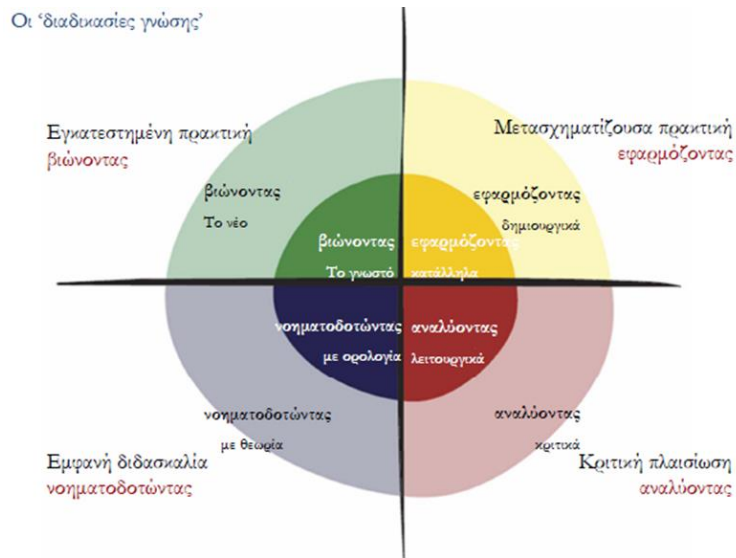 Οι ‘διαδικασίες γνώσης’
Εγκατεστημένη πρακτική
βιώνοντας
Μετασχηματίζουσα πρακτική
εφαρμόζοντας
βιώνοντας
Το νέο
εφαρμόζοντας
δημιουργικά
βιώνοντας
Το γνωστό
εφαρμόζοντας
κατάλληλα
νοηματοδοτώντας
με ορολογία
αναλύοντας
λειτουργικά
νοηματοδοτώντας
με θεωρία
αναλύοντας
κριτικά
Εμφανή διδασκαλία
νοηματοδοτώντας
Κριτική πλαισίωση
αναλύοντας